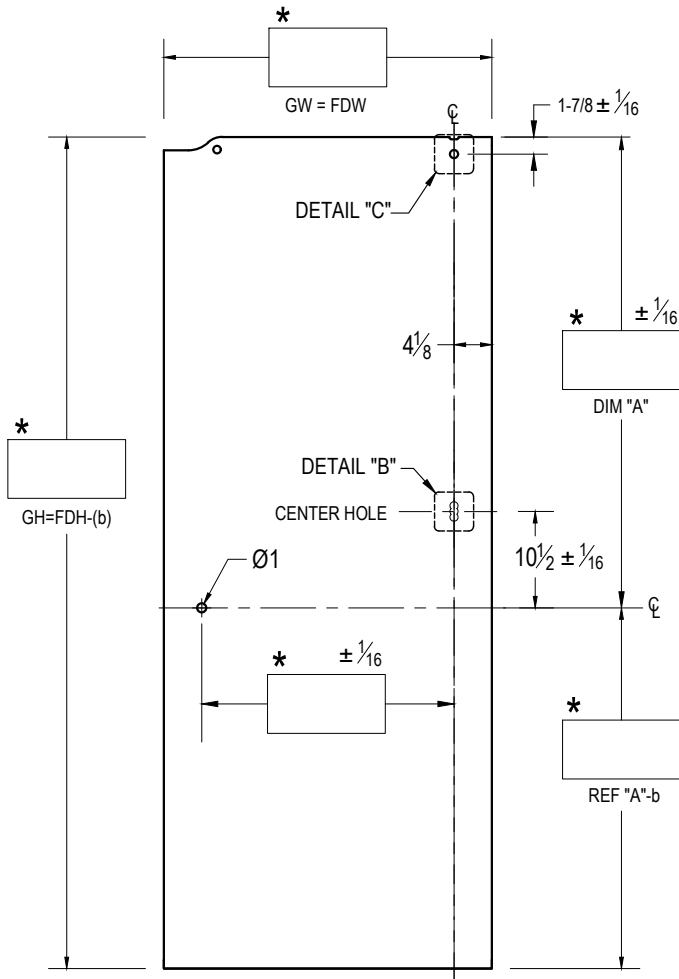 *
GW = FDW
℄
1-7/8 ± 1/16
DETAIL "C"
* ± 1/16
4 1/8
DIM "A"
*
GH=FDH-(b)
DETAIL "B"
CENTER HOLE
10 1/2 ± 1/16
Ø1
℄
* ± 1/16
*
REF "A"-b